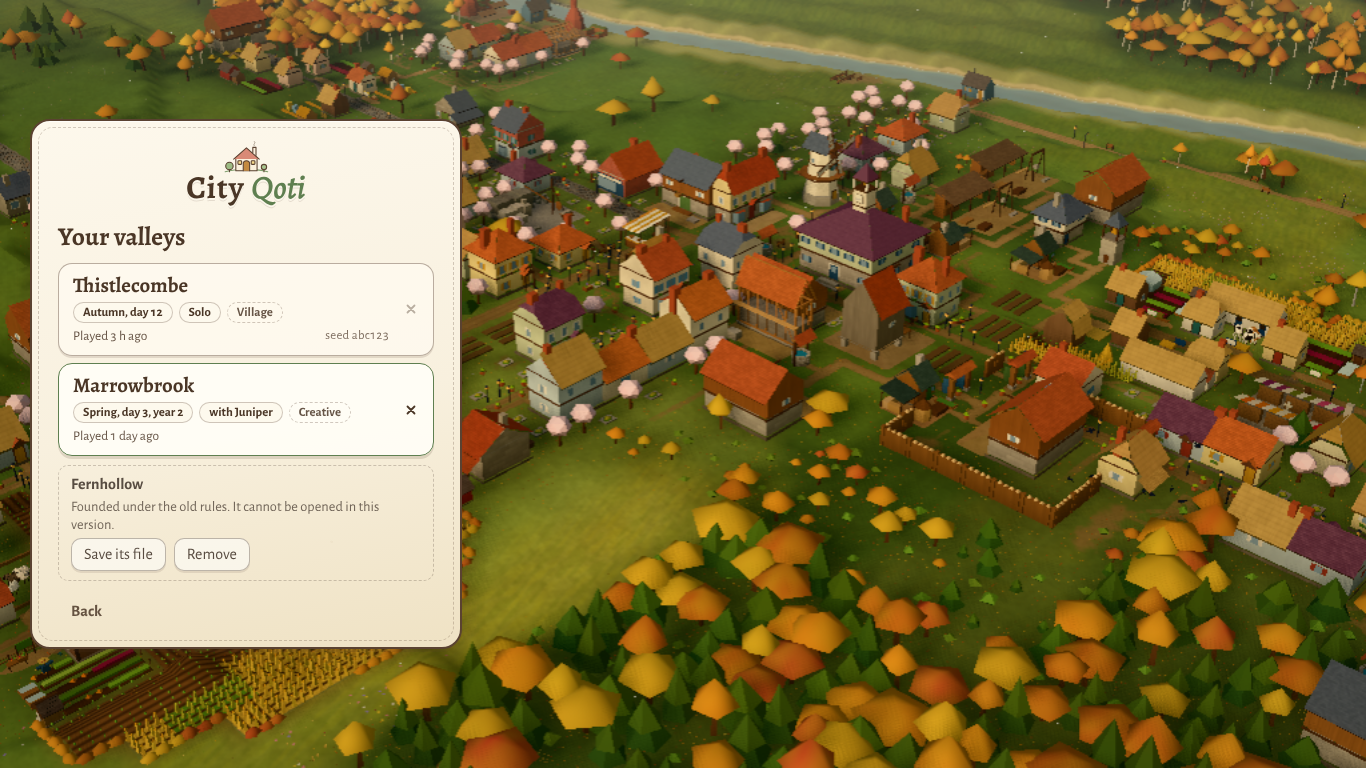 City Qoti
Your valleys
Thistlecombe
Autumn, day 12 Solo Village
Played 3 h ago seed abc123
Marrowbrook
Spring, day 3, year 2 with Juniper Creative
Played 1 day ago
Fernhollow
Founded under the old rules. It cannot be opened in this
version.
Save its file Remove
Back